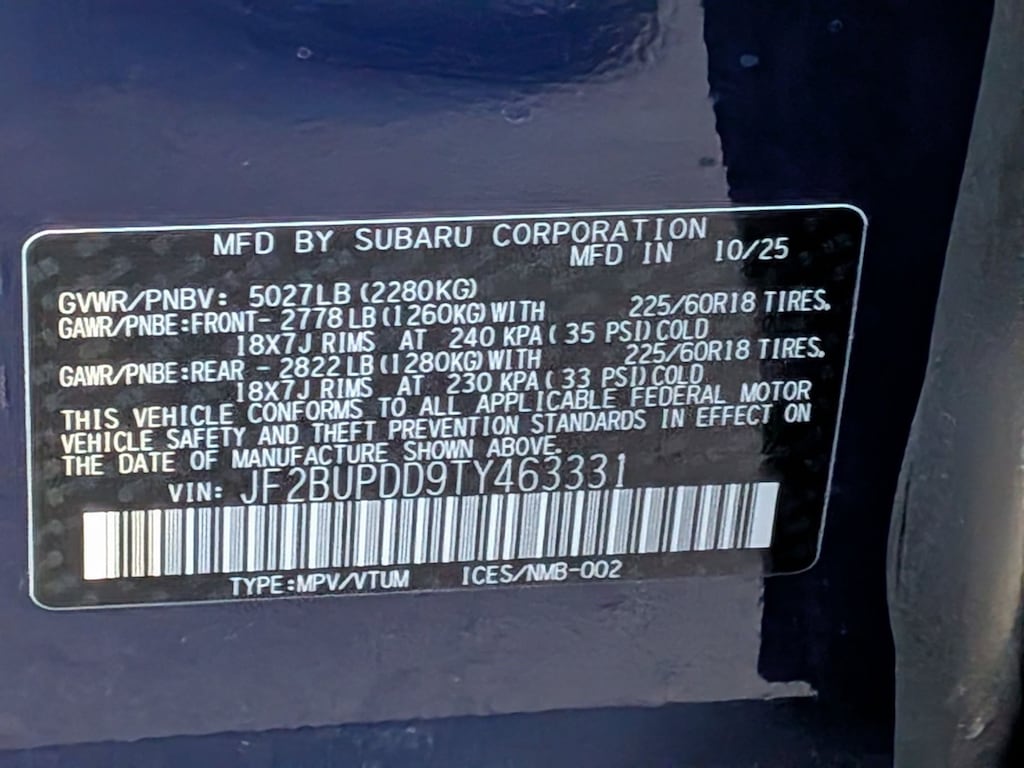 MFD BY SUBARU CORPORATION
MFD IN 10/25
GVWR/PNBV: 5027LB (2280KG)
GAWR/PNBE:FRONT- 2778 LB (1260KG) WITH 225/60R18 TIRES.
18X7J RIMS AT 240 KPA ( 35 PSI) COLD
GAWR/PNBE:REAR - 2822 LB (1280KG) WITH 225/60R18 TIRES.
18X7J RIMS AT 230 KPA ( 33 PSI) COLD
THIS VEHICLE CONFORMS TO ALL APPLICABLE FEDERAL MOTOR
VEHICLE SAFETY AND THEFT PREVENTION STANDARDS IN EFFECT ON
THE DATE OF MANUFACTURE SHOWN ABOVE.
VIN: JF2BUPDD9TY463331
TYPE:MPV/VTUM ICES/NMB-002